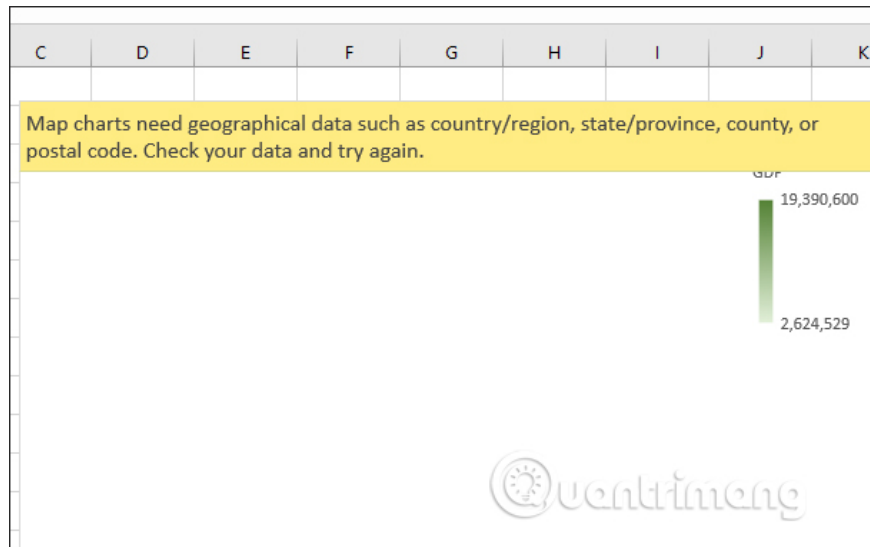 C D E F G H I J K
Map charts need geographical data such as country/region, state/province, county, or
postal code. Check your data and try again.
GDP
19,390,600
2,624,529
Quantrimang